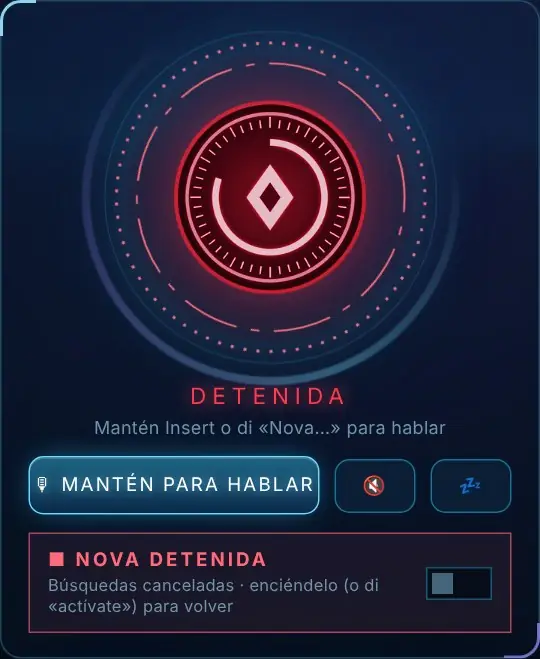 DETENIDA
Mantén Insert o di «Nova...» para hablar
MANTÉN PARA HABLAR
zzz
NOVA DETENIDA
Búsquedas canceladas · enciéndelo (o di
«actívate») para volver